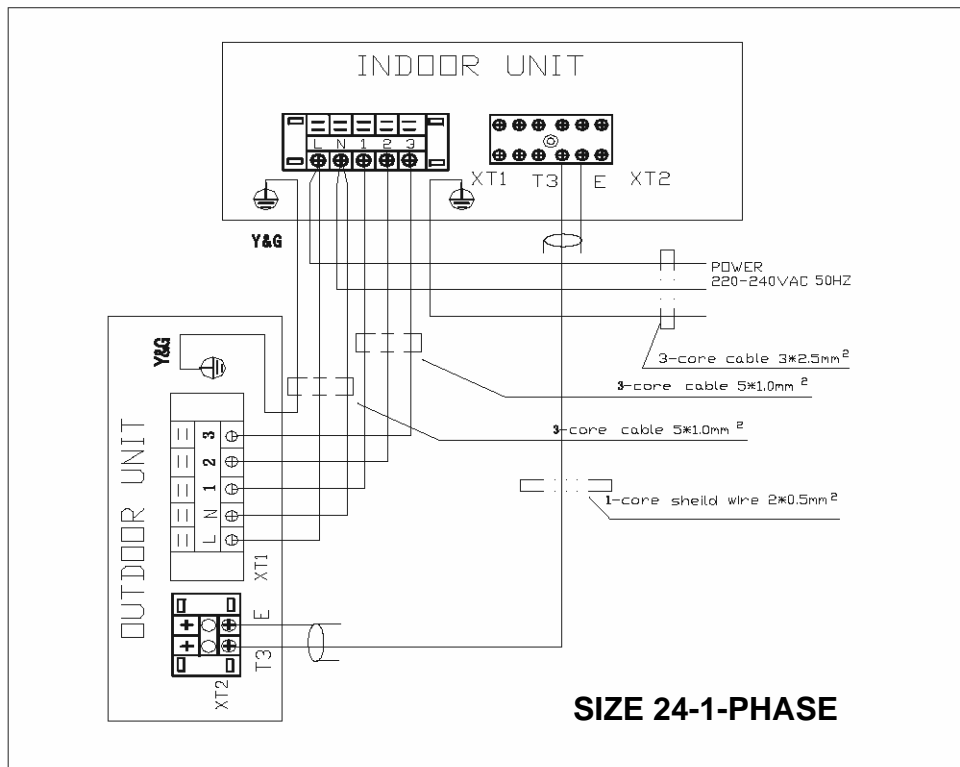 INDOOR UNIT
L N 1 2 3
XT1 T3 E XT2
Y&G
POWER
220-240VAC 50HZ
Y&G
3-core cable 3*2.5mm²
3-core cable 5*1.0mm²
3-core cable 5*1.0mm²
1-core sheild wire 2*0.5mm²
OUTDOOR UNIT
3
2
1
N
L
XT1
E
T3
XT2
SIZE 24-1-PHASE